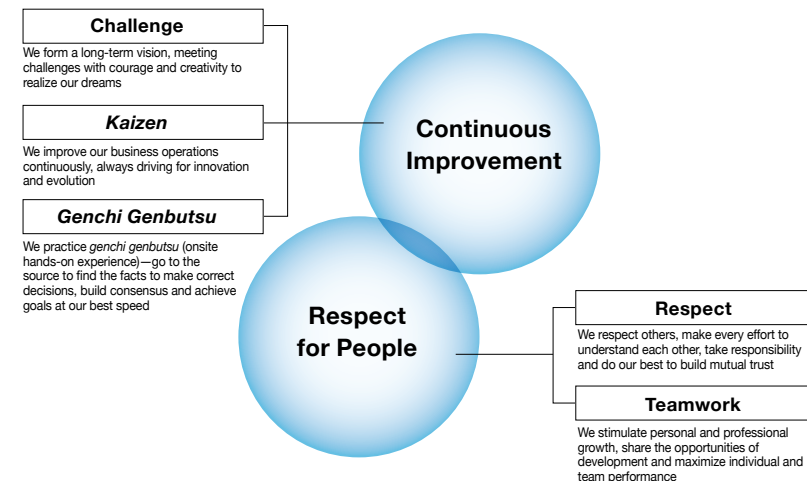 Challenge
We form a long-term vision, meeting
challenges with courage and creativity to
realize our dreams
Kaizen
We improve our business operations
continuously, always driving for innovation
and evolution
Genchi Genbutsu
We practice genchi genbutsu (onsite
hands-on experience)—go to the
source to find the facts to make correct
decisions, build consensus and achieve
goals at our best speed
Continuous
Improvement
Respect
for People
Respect
We respect others, make every effort to
understand each other, take responsibility
and do our best to build mutual trust
Teamwork
We stimulate personal and professional
growth, share the opportunities of
development and maximize individual and
team performance